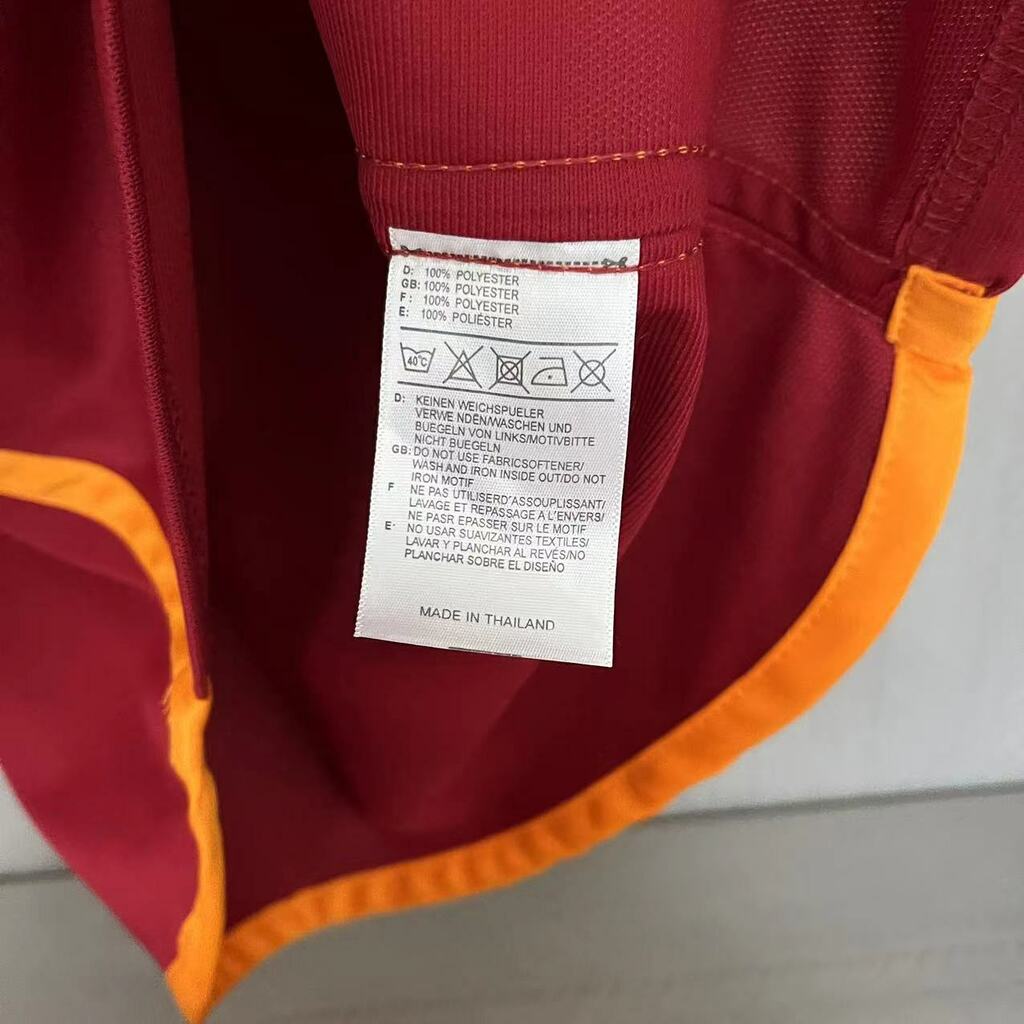 D: 100% POLYESTER
GB: 100% POLYESTER
F: 100% POLYESTER
E: 100% POLIÉSTER
40°C
D: KEINEN WEICHSPUELER
VERWE NDEN/WASCHEN UND
BUEGELN VON LINKS/MOTIV/BITTE
NICHT BUEGELN
GB: DO NOT USE FABRICSOFTENER/
WASH AND IRON INSIDE OUT/DO NOT
IRON MOTIF
F NE PAS UTILISERD'ASSOUPLISSANT/
LAVAGE ET REPASSAGE A L'ENVERS/
NE PASR EPASSER SUR LE MOTIF
E' NO USAR SUAVIZANTES TEXTILES/
LAVAR Y PLANCHAR AL REVÉS/NO
PLANCHAR SOBRE EL DISEÑO
MADE IN THAILAND